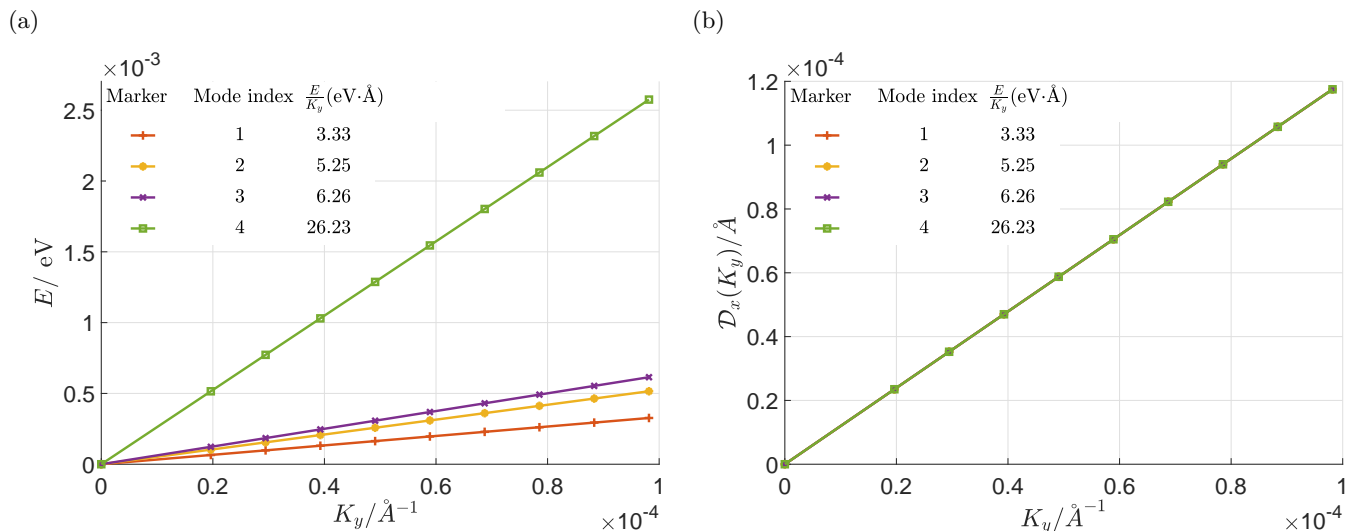 (a)
×10⁻³
Marker Mode index E/K_y (eV·Å)
1 3.33
2 5.25
3 6.26
4 26.23
2.5
2
1.5
1
0.5
0
E/ eV
0 0.2 0.4 0.6 0.8 1
K_y/Å⁻¹
×10⁻⁴
(b)
×10⁻⁴
Marker Mode index E/K_y (eV·Å)
1 3.33
2 5.25
3 6.26
4 26.23
1.2
1
0.8
0.6
0.4
0.2
0
𝒟_x(K_y)/Å
0 0.2 0.4 0.6 0.8 1
K_y/Å⁻¹
×10⁻⁴